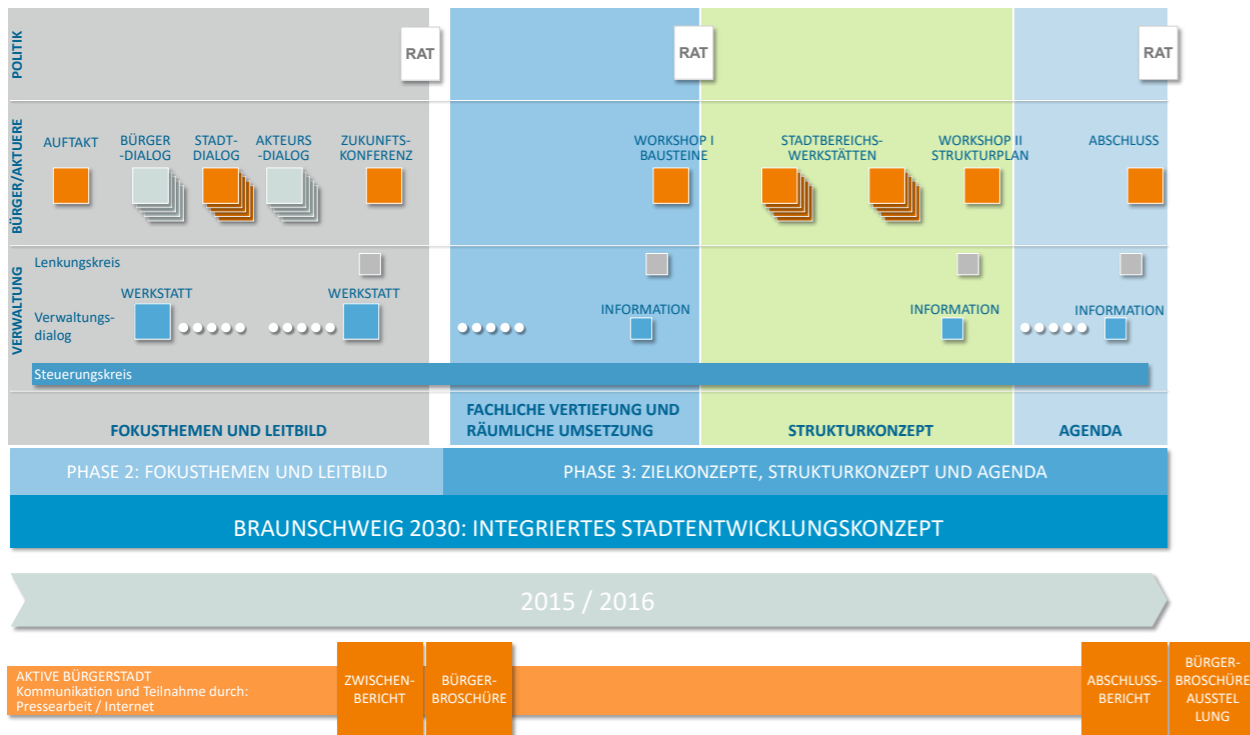 POLITIK
RAT
RAT
RAT
BÜRGER/AKTUERE
AUFTAKT
BÜRGER
-DIALOG
STADT-
DIALOG
AKTEURS
-DIALOG
ZUKUNFTS-
KONFERENZ
WORKSHOP I
BAUSTEINE
STADTBEREICHS-
WERKSTÄTTEN
WORKSHOP II
STRUKTURPLAN
ABSCHLUSS
VERWALTUNG
Lenkungskreis
WERKSTATT
WERKSTATT
Verwaltungs-
dialog
INFORMATION
INFORMATION
INFORMATION
Steuerungskreis
FOKUSTHEMEN UND LEITBILD
FACHLICHE VERTIEFUNG UND
RÄUMLICHE UMSETZUNG
STRUKTURKONZEPT
AGENDA
PHASE 2: FOKUSTHEMEN UND LEITBILD
PHASE 3: ZIELKONZEPTE, STRUKTURKONZEPT UND AGENDA
BRAUNSCHWEIG 2030: INTEGRIERTES STADTENTWICKLUNGSKONZEPT
2015 / 2016
AKTIVE BÜRGERSTADT
Kommunikation und Teilnahme durch:
Pressearbeit / Internet
ZWISCHEN-
BERICHT
BÜRGER-
BROSCHÜRE
ABSCHLUSS-
BERICHT
BÜRGER-
BROSCHÜRE
AUSSTEL
LUNG